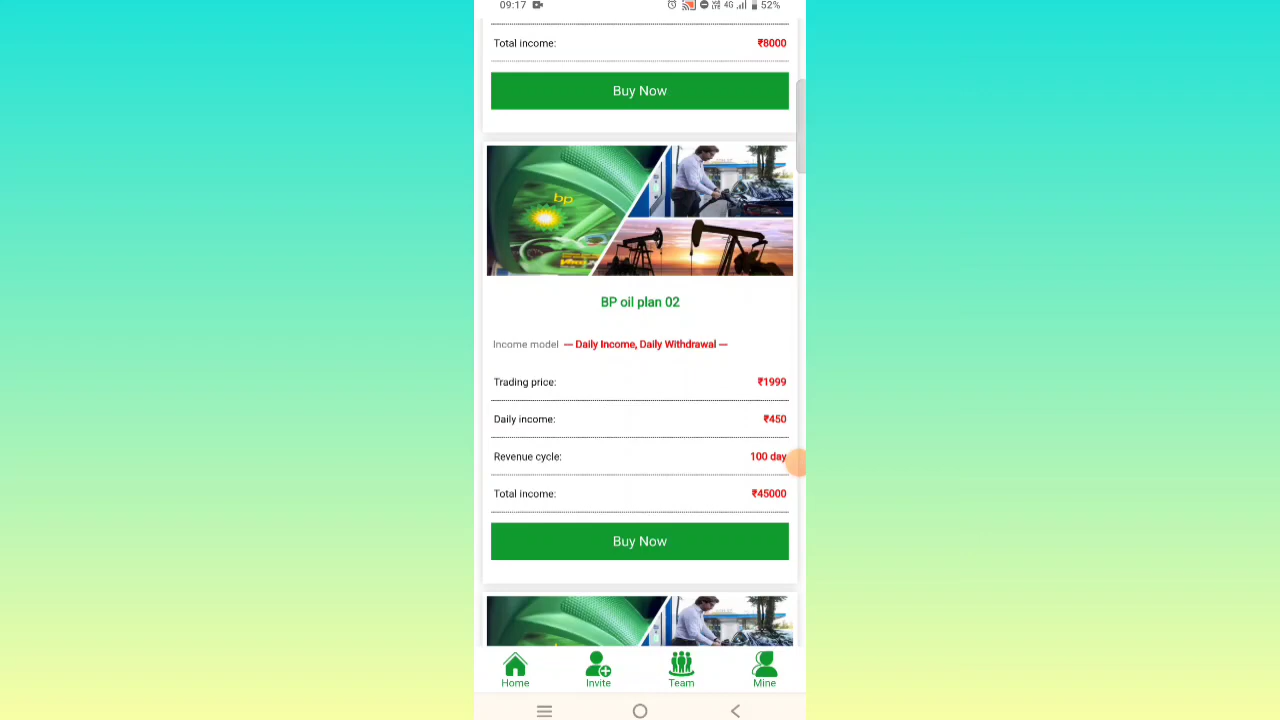 09:17 4G 52%
Total income: ₹8000
Buy Now
bp
BP oil plan 02
Income model — Daily Income, Daily Withdrawal —
Trading price: ₹1999
Daily income: ₹450
Revenue cycle: 100 day
Total income: ₹45000
Buy Now
Home Invite Team Mine